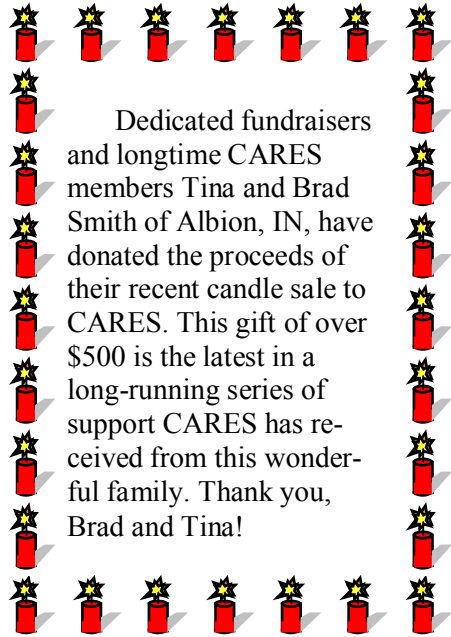 Dedicated fundraisers
and longtime CARES
members Tina and Brad
Smith of Albion, IN, have
donated the proceeds of
their recent candle sale to
CARES. This gift of over
$500 is the latest in a
long-running series of
support CARES has re-
ceived from this wonder-
ful family. Thank you,
Brad and Tina!